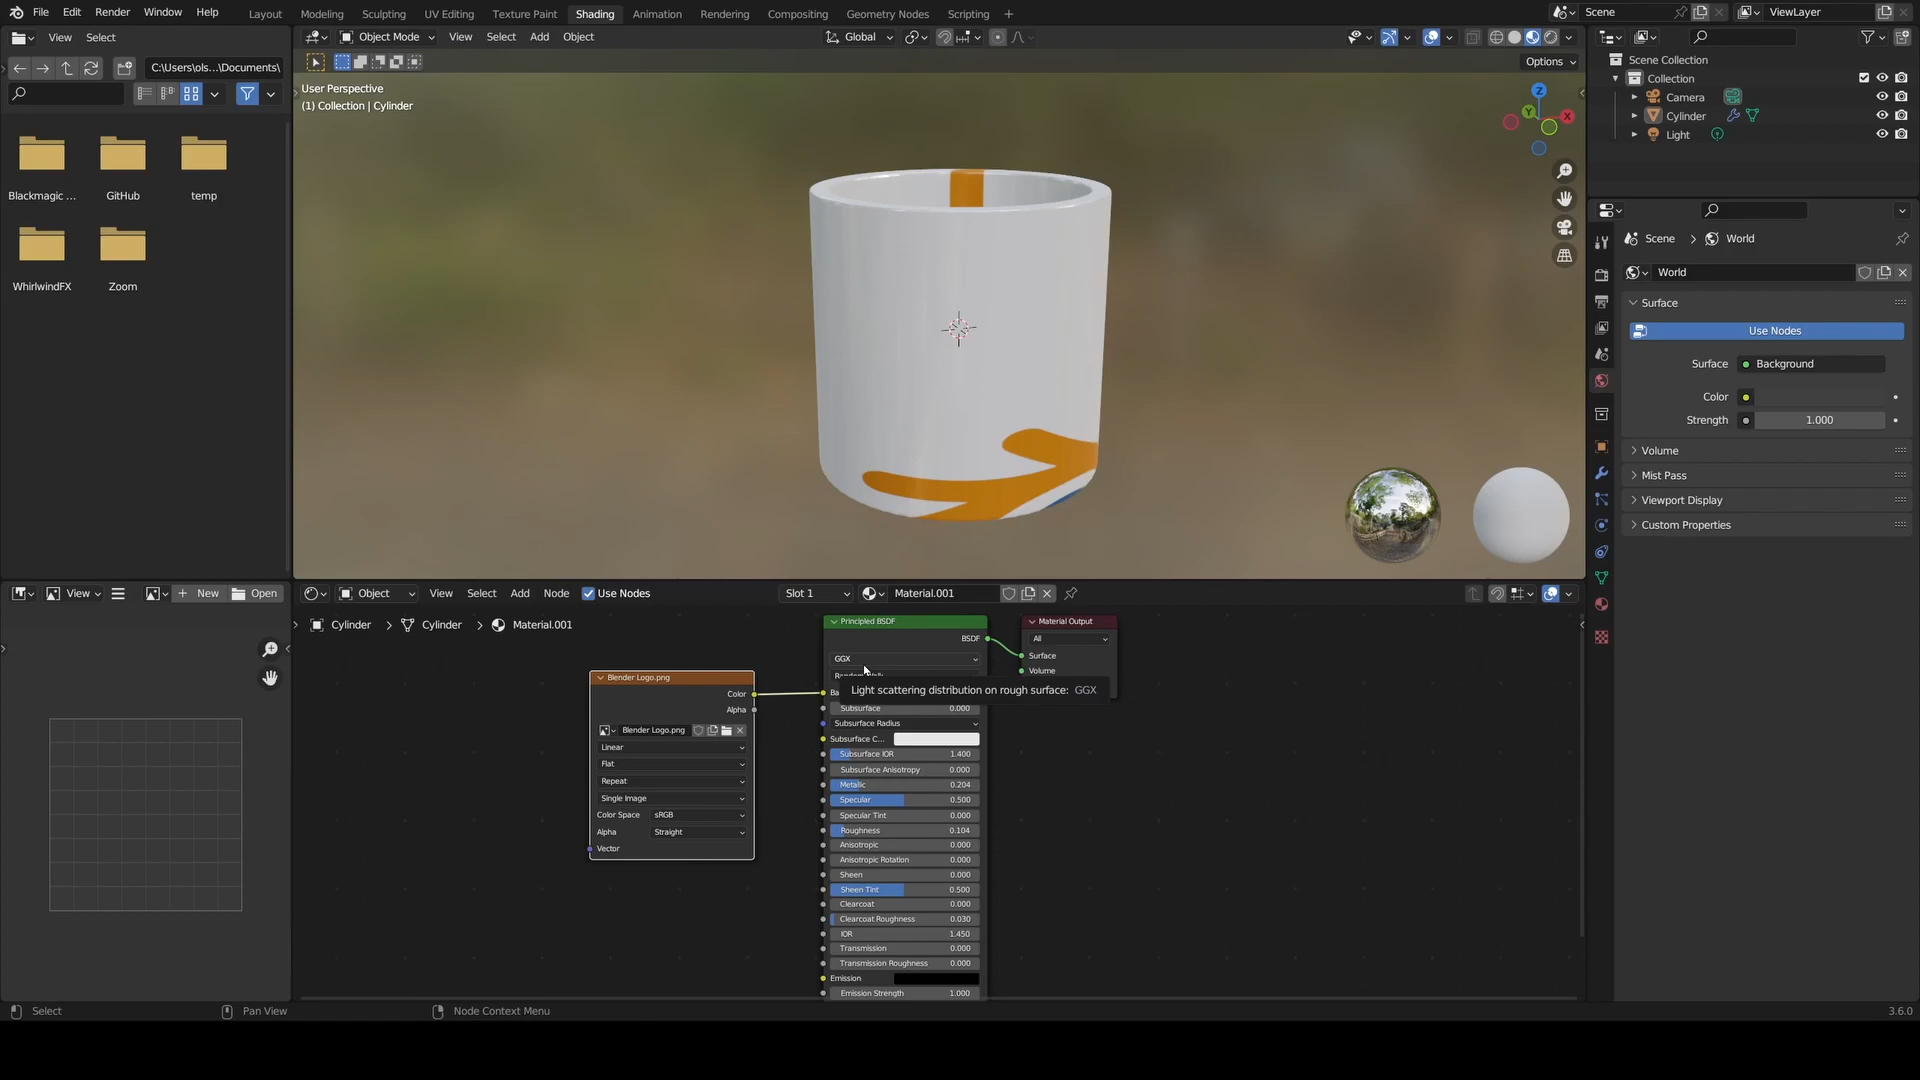 File Edit Render Window Help Layout Modeling Sculpting UV Editing Texture Paint Shading Animation Rendering Compositing Geometry Nodes Scripting + Scene ViewLayer
View Select
Object Mode View Select Add Object Global
C:\Users\ols...\Documents\
Options
Blackmagic ... GitHub temp
WhirlwindFX Zoom
User Perspective
(1) Collection | Cylinder
Z
Y
X
Scene Collection
Collection
Camera
Cylinder
Light
Scene > World
World
Surface
Use Nodes
Surface Background
Color
Strength 1.000
Volume
Mist Pass
Viewport Display
Custom Properties
View + New Open
Object View Select Add Node Use Nodes Slot 1 Material.001
Cylinder > Cylinder > Material.001
Blender Logo.png
Color
Alpha
Blender Logo.png
Linear
Flat
Repeat
Single Image
Color Space sRGB
Alpha Straight
Vector
Principled BSDF
BSDF
GGX
Light scattering distribution on rough surface: GGX
Subsurface 0.000
Subsurface Radius
Subsurface C...
Subsurface IOR 1.400
Subsurface Anisotropy 0.000
Metallic 0.204
Specular 0.500
Specular Tint 0.000
Roughness 0.104
Anisotropic 0.000
Anisotropic Rotation 0.000
Sheen 0.000
Sheen Tint 0.500
Clearcoat 0.000
Clearcoat Roughness 0.030
IOR 1.450
Transmission 0.000
Transmission Roughness 0.000
Emission
Emission Strength 1.000
Material Output
All
Surface
Volume
Select Pan View Node Context Menu 3.6.0